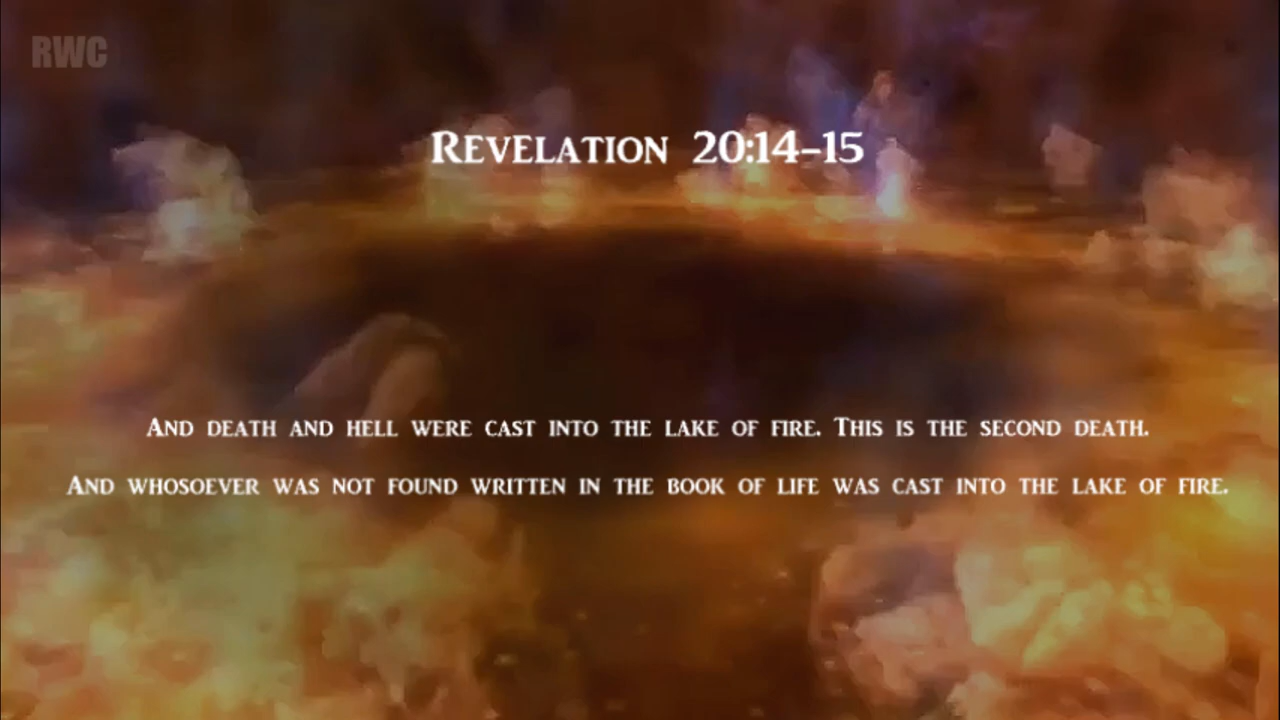 RWC
Revelation 20:14-15
And death and hell were cast into the lake of fire. This is the second death.
And whosoever was not found written in the book of life was cast into the lake of fire.